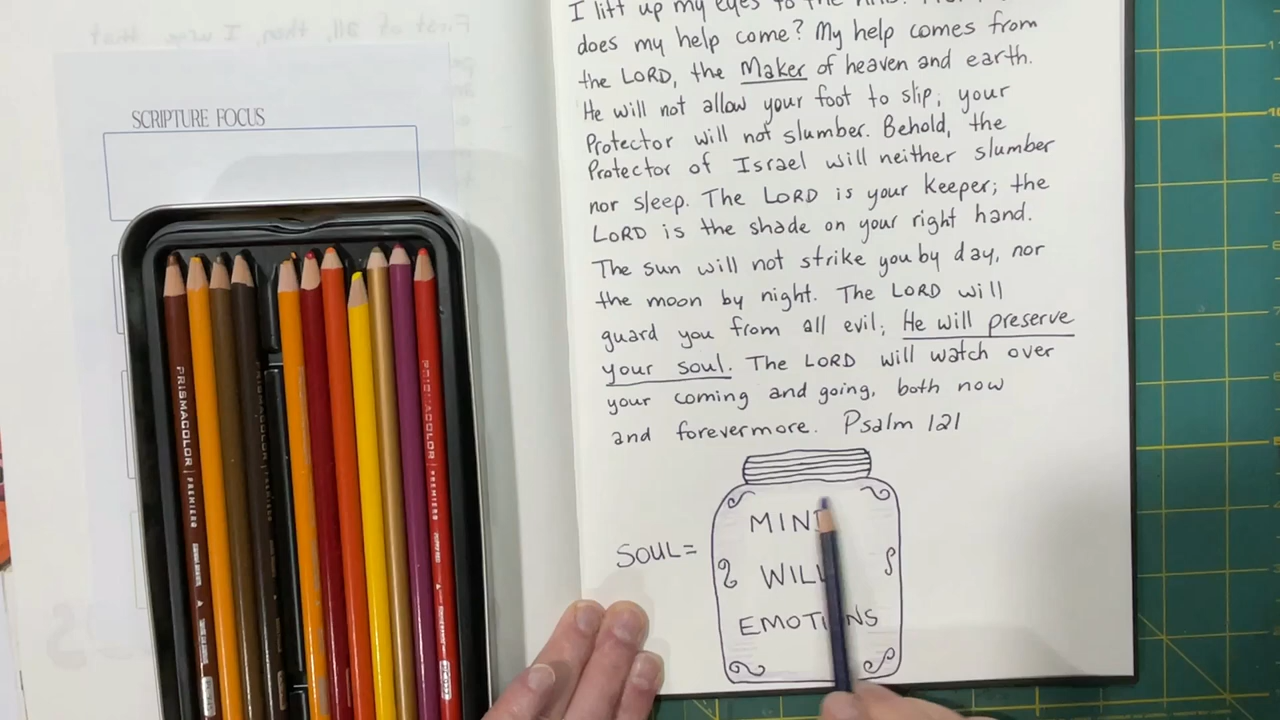 SCRIPTURE FOCUS
I lift up my eyes to the
does my help come? My help comes from
the LORD, the Maker of heaven and earth.
He will not allow your foot to slip; your
Protector will not slumber. Behold, the
Protector of Israel will neither slumber
nor sleep. The LORD is your keeper; the
LORD is the shade on your right hand.
The sun will not strike you by day, nor
the moon by night. The LORD will
guard you from all evil; He will preserve
your soul. The LORD will watch over
your coming and going, both now
and forevermore. Psalm 121
SOUL=
MIND
WILL
EMOTIONS
PRISMACOLOR PREMIER